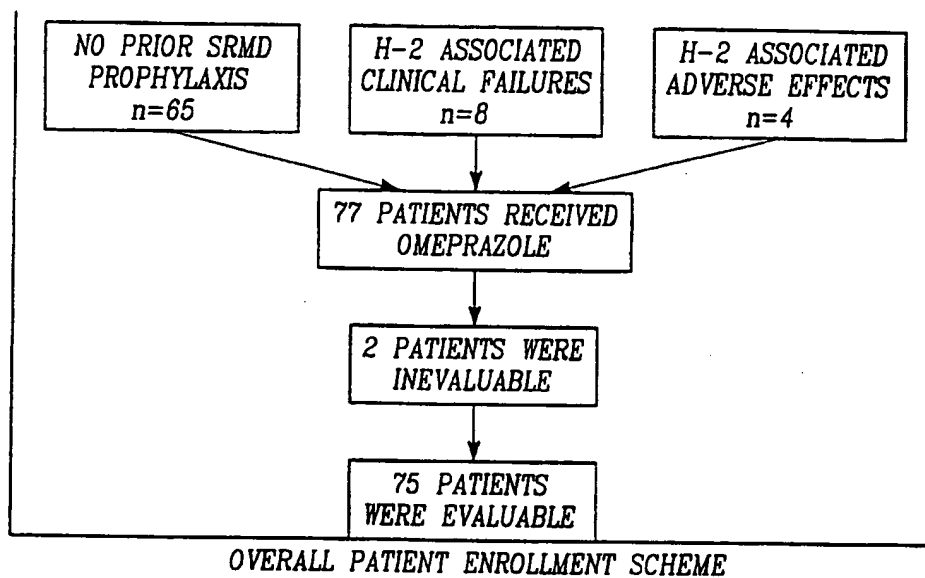 NO PRIOR SRMD
PROPHYLAXIS
n=65
H-2 ASSOCIATED
CLINICAL FAILURES
n=8
H-2 ASSOCIATED
ADVERSE EFFECTS
n=4
77 PATIENTS RECEIVED
OMEPRAZOLE
2 PATIENTS WERE
INEVALUABLE
75 PATIENTS
WERE EVALUABLE
OVERALL PATIENT ENROLLMENT SCHEME